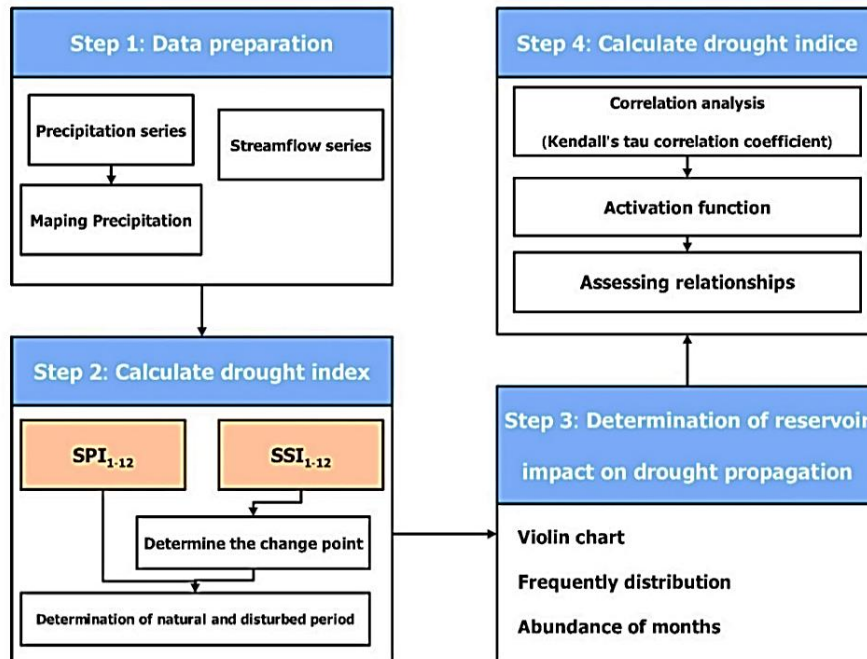 Step 1: Data preparation
Precipitation series
Streamflow series
Maping Precipitation
Step 2: Calculate drought index
SPI1-12
SSI1-12
Determine the change point
Determination of natural and disturbed period
Step 3: Determination of reservoir
impact on drought propagation
Violin chart
Frequently distribution
Abundance of months
Step 4: Calculate drought indice
Correlation analysis
(Kendall's tau correlation coefficient)
Activation function
Assessing relationships